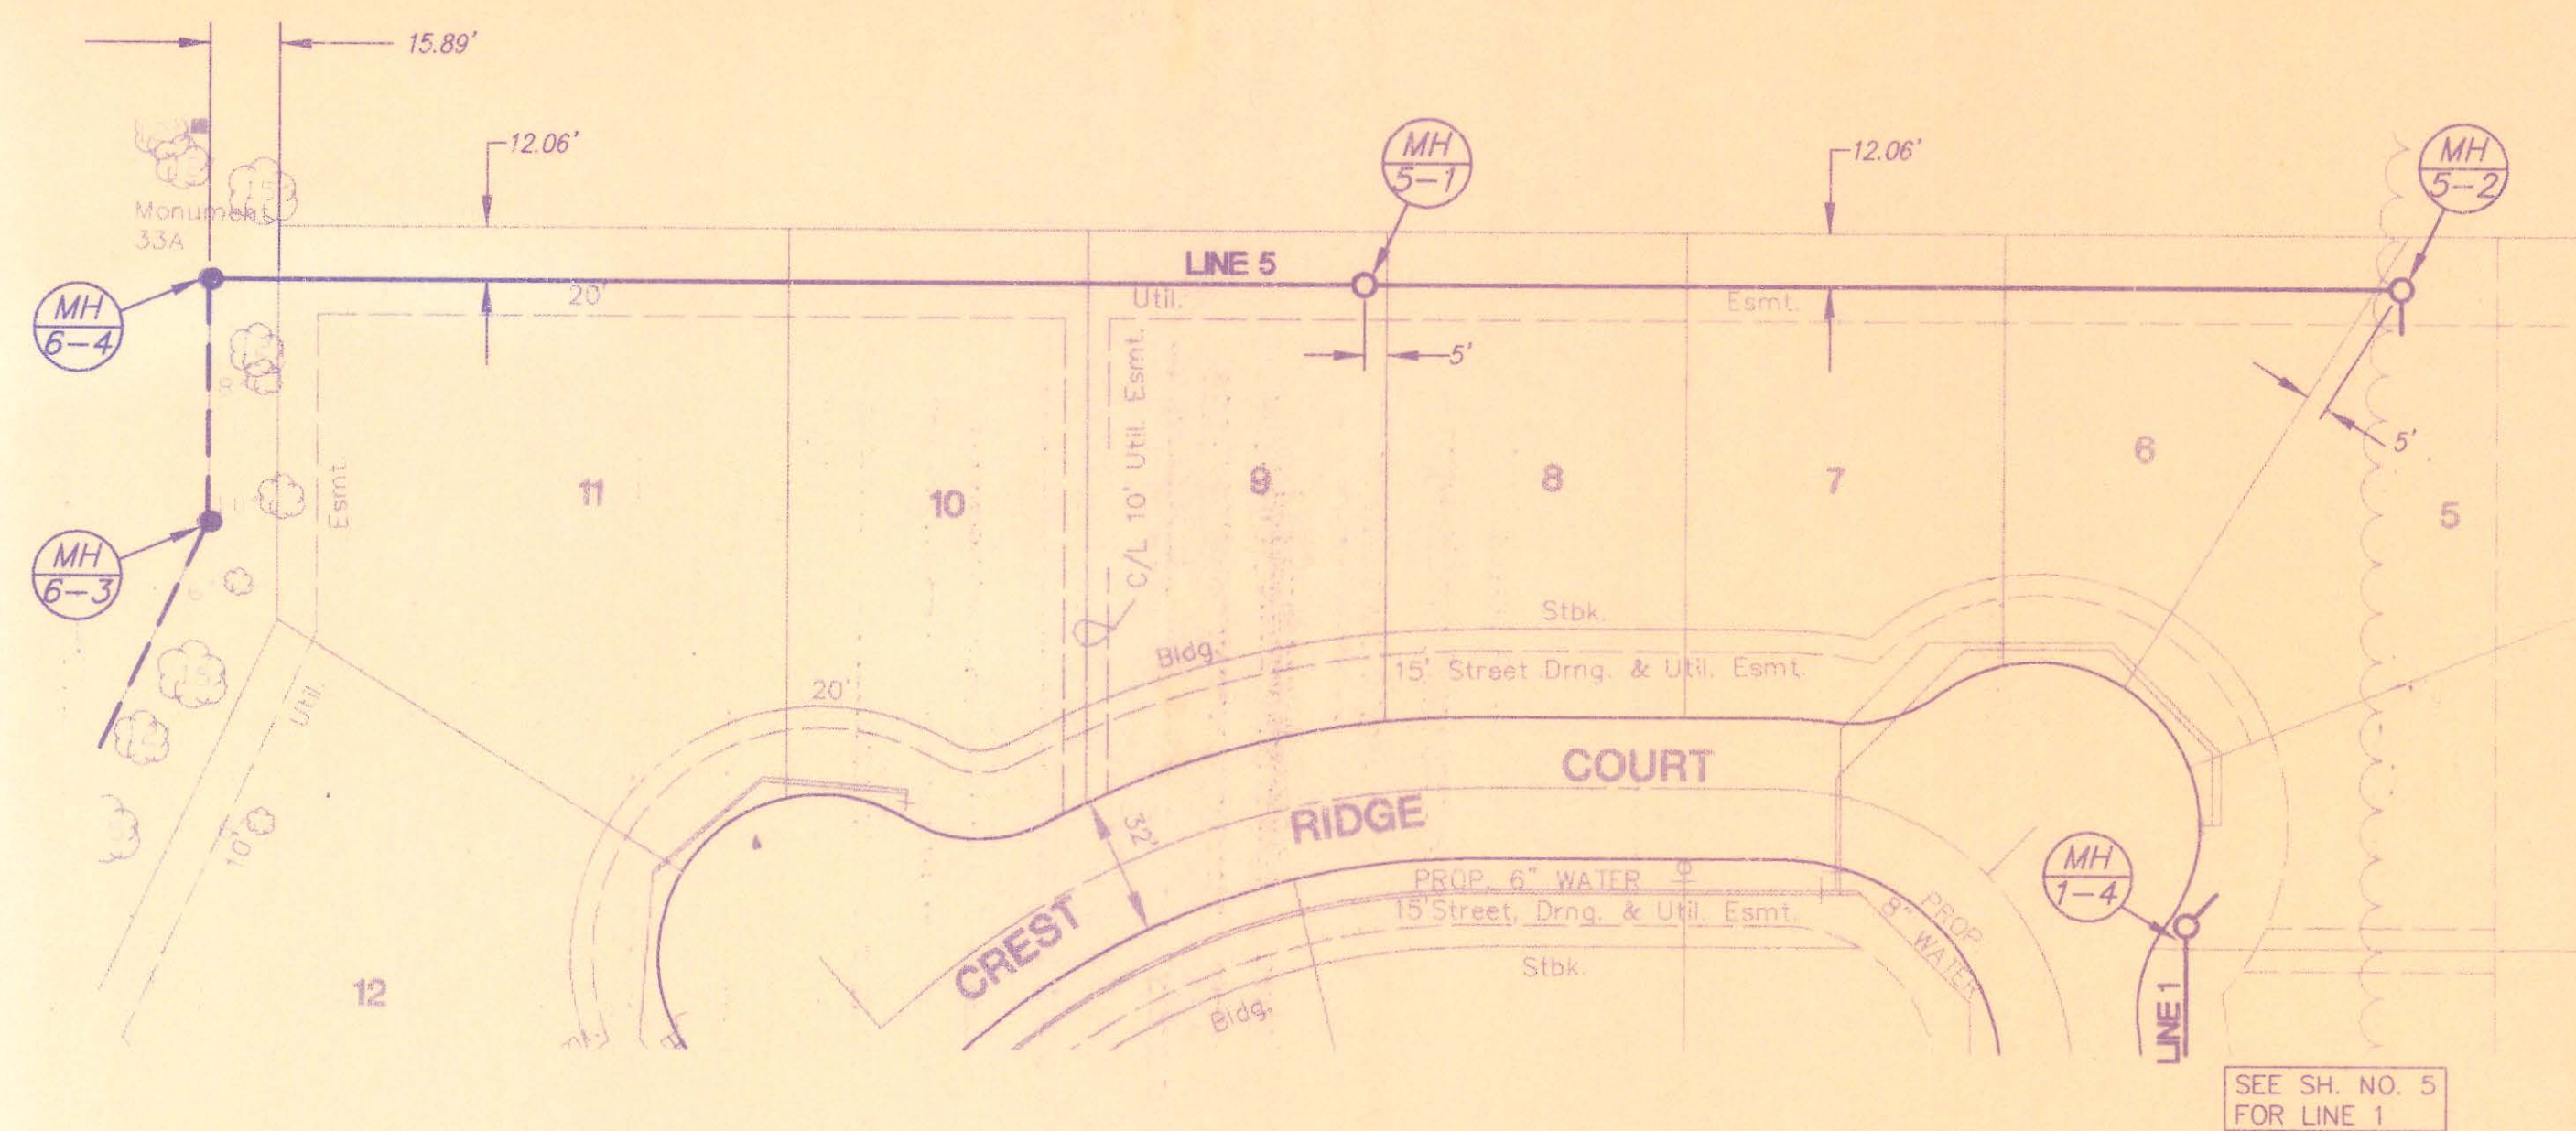 15.89'
12.06'
12.06'
MH
5-1
MH
5-2
Monument
33A
LINE 5
20'
Util.
Esmt.
MH
6-4
5'
5'
C/L 10' Util. Esmt.
Esmt.
11
10
9
8
7
6
5
MH
6-3
Stbk.
Bldg.
15' Street Drng. & Util. Esmt.
20'
Util.
15
10'
COURT
RIDGE
CREST
32'
PROP. 6" WATER
15' Street, Drng. & Util. Esmt.
PROP.
8" WATER
MH
1-4
Stbk.
Bldg.
12
LINE 1
SEE SH. NO. 5
FOR LINE 1